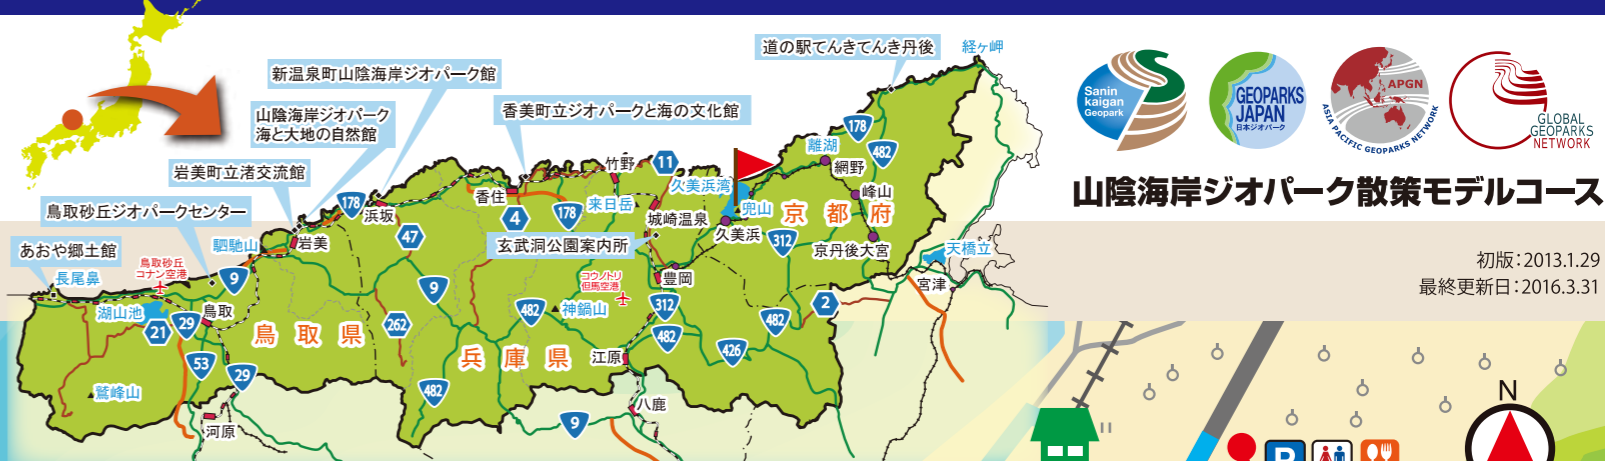 道の駅てんきてんき丹後
経ヶ岬
新温泉町山陰海岸ジオパーク館
山陰海岸ジオパーク
海と大地の自然館
香美町立ジオパークと海の文化館
岩美町立渚交流館
鳥取砂丘ジオパークセンター
あおや郷土館
玄武洞公園案内所
178
482
離湖
網野
峰山
竹野
11
久美浜湾
兜山
京都府
香住
来日岳
城崎温泉
久美浜
312
京丹後大宮
178
浜坂
4
178
47
岩美
駟馳山
鳥取砂丘
コナン空港
9
長尾鼻
湖山池
21
29
鳥取
鳥取県
262
9
482
神鍋山
コウノトリ
但馬空港
豊岡
312
482
426
482
2
宮津
天橋立
兵庫県
江原
53
29
482
鷲峰山
河原
八鹿
9
Sanin
kaigan
Geopark
GEOPARKS
JAPAN
日本ジオパーク
APGN
ASIA PACIFIC GEOPARKS NETWORK
GLOBAL
GEOPARKS
NETWORK
山陰海岸ジオパーク散策モデルコース
初版：2013.1.29
最終更新日：2016.3.31
N
P